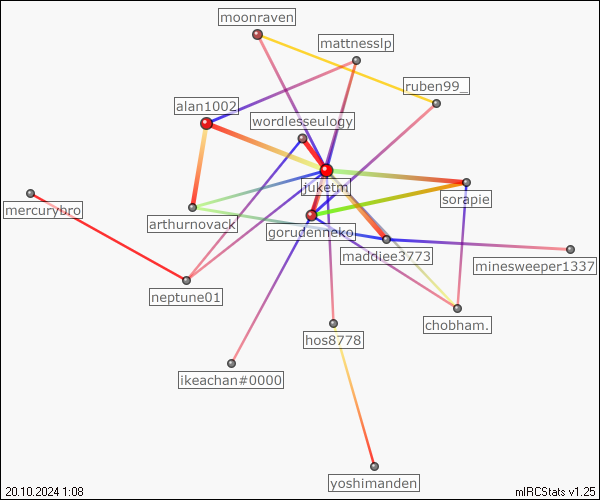 moonraven
mattnesslp
ruben99_
alan1002
wordlesseulogy
juketm
sorapie
mercurybro
arthurnovack
gorudenneko
maddiee3773
minesweeper1337
neptune01
chobham.
hos8778
ikeachan#0000
yoshimanden
20.10.2024 1:08
mIRCStats v1.25